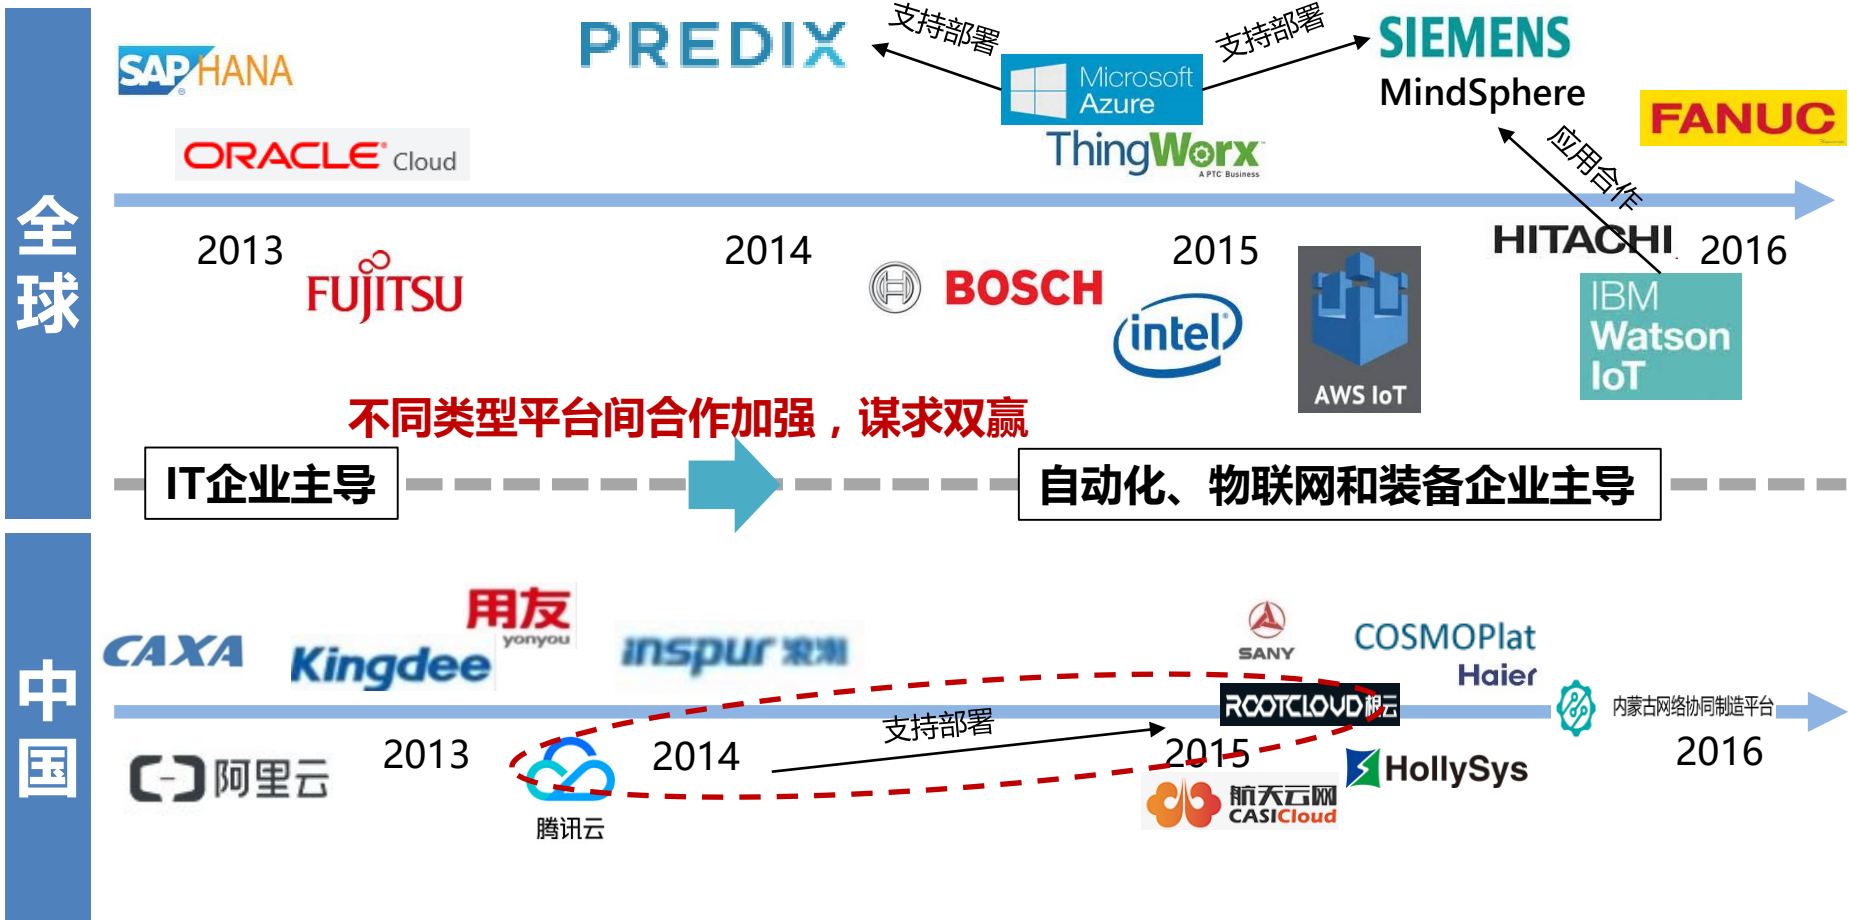 全球
SAP HANA
PREDIX
支持部署
支持部署
SIEMENS
MindSphere
Microsoft
Azure
ORACLE Cloud
ThingWorx
A PTC Business
应用合作
FANUC
2013
2014
2015
2016
FUJITSU
BOSCH
intel
AWS IoT
HITACHI
IBM
Watson
IoT
不同类型平台间合作加强，谋求双赢
IT企业主导
自动化、物联网和装备企业主导
中国
CAXA
Kingdee
用友
yonyou
inspur 浪潮
SANY
COSMOPlat
Haier
ROOTCLOUD根云
内蒙古网络协同制造平台
支持部署
2013
2014
2015
2016
阿里云
腾讯云
航天云网
CASICloud
HollySys